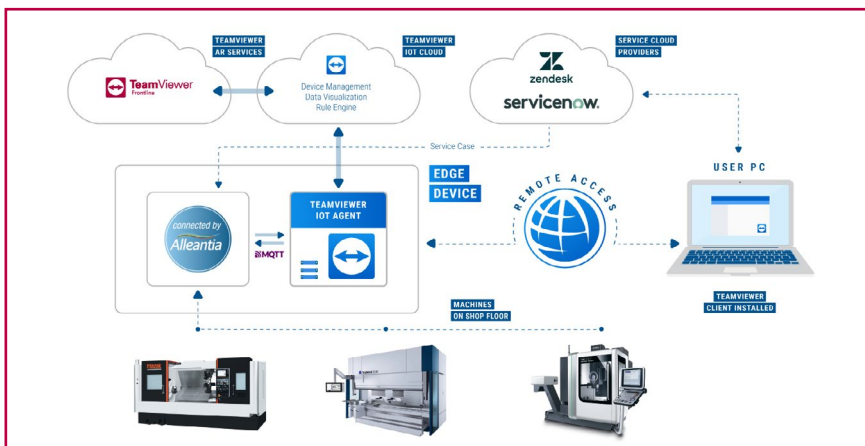 TEAMVIEWER
AR SERVICES
TEAMVIEWER
IOT CLOUD
SERVICE CLOUD
PROVIDERS
TeamViewer
Frontline
Device Management
Data Visualization
Rule Engine
zendesk
servicenow.
Service Case
EDGE
DEVICE
USER PC
TEAMVIEWER
IOT AGENT
connected by
Alleantia
MQTT
REMOTE ACCESS
TEAMVIEWER
CLIENT INSTALLED
MACHINES
ON SHOP FLOOR